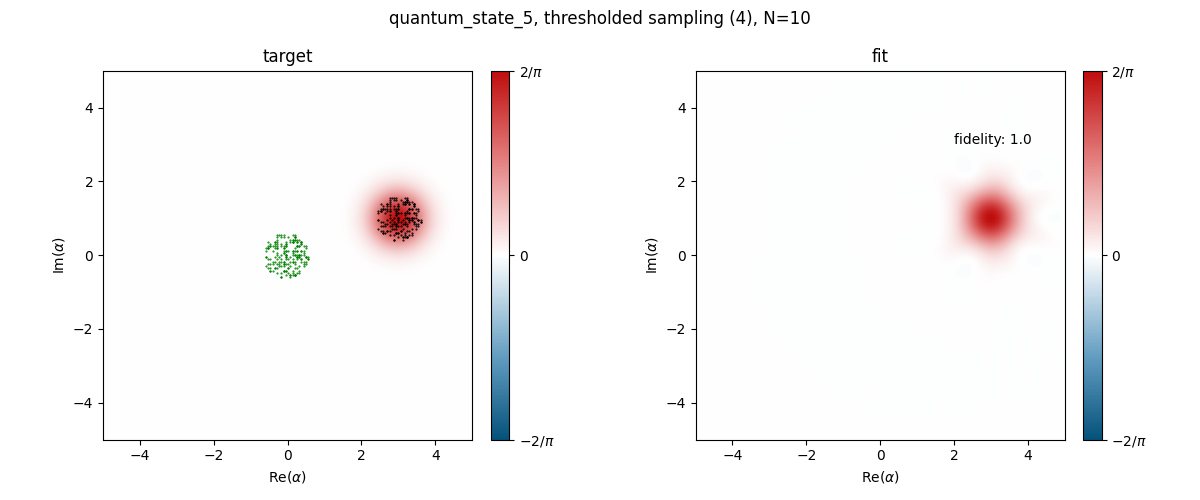 quantum_state_5, thresholded sampling (4), N=10
target
fit
4
2
0
−2
−4
Im(α)
−4
−2
0
2
4
Re(α)
2/π
0
−2/π
fidelity: 1.0
4
2
0
−2
−4
Im(α)
−4
−2
0
2
4
Re(α)
2/π
0
−2/π